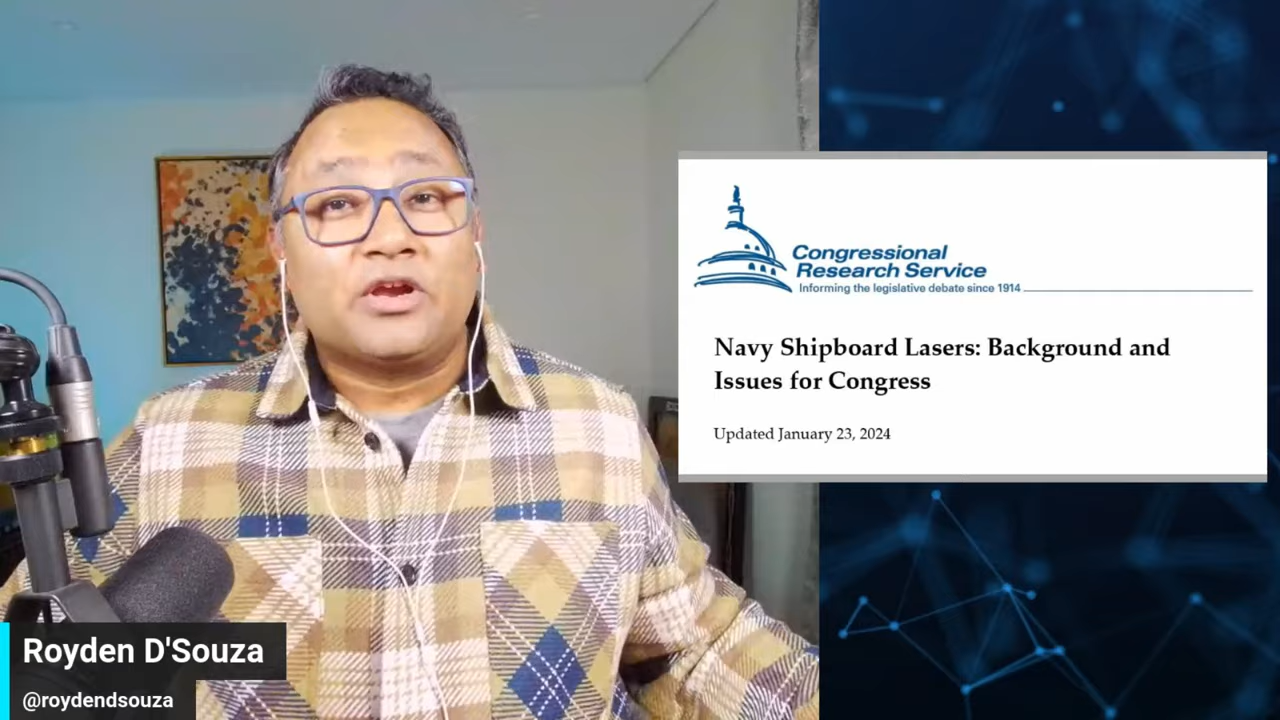 Congressional
Research Service
Informing the legislative debate since 1914
Navy Shipboard Lasers: Background and
Issues for Congress
Updated January 23, 2024
Royden D'Souza
@roydendsouza